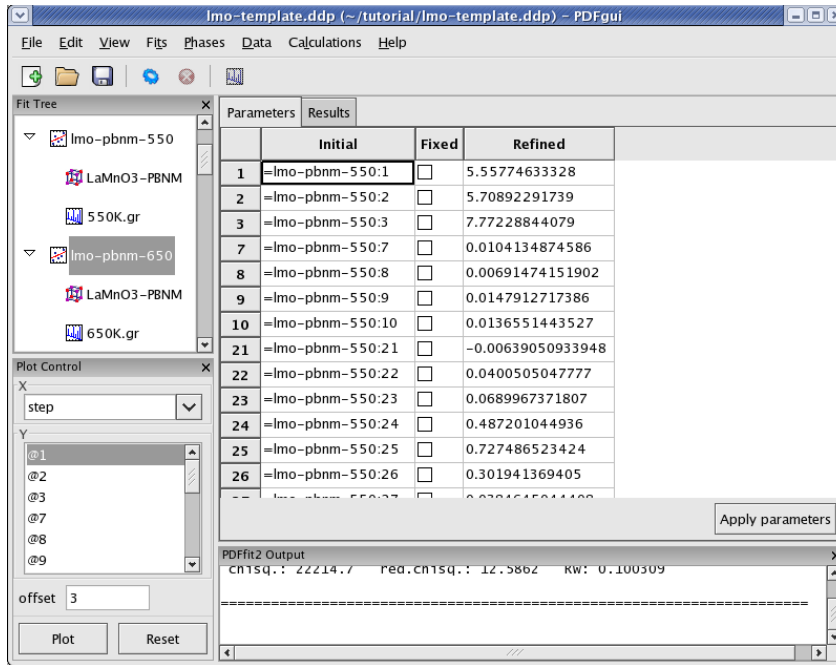 lmo-template.ddp (~/tutorial/lmo-template.ddp) - PDFgui
File Edit View Fits Phases Data Calculations Help
Fit Tree
lmo-pbnm-550
LaMnO3-PBNM
550K.gr
lmo-pbnm-650
LaMnO3-PBNM
650K.gr
Plot Control
X
step
Y
@1
@2
@3
@7
@8
@9
offset 3
Plot Reset
Parameters Results
Initial Fixed Refined
1 =lmo-pbnm-550:1 5.55774633328
2 =lmo-pbnm-550:2 5.70892291739
3 =lmo-pbnm-550:3 7.77228844079
7 =lmo-pbnm-550:7 0.0104134874586
8 =lmo-pbnm-550:8 0.00691474151902
9 =lmo-pbnm-550:9 0.0147912717386
10 =lmo-pbnm-550:10 0.0136551443527
21 =lmo-pbnm-550:21 -0.00639050933948
22 =lmo-pbnm-550:22 0.0400505047777
23 =lmo-pbnm-550:23 0.0689967371807
24 =lmo-pbnm-550:24 0.487201044936
25 =lmo-pbnm-550:25 0.727486523424
26 =lmo-pbnm-550:26 0.301941369405
Apply parameters
PDFfit2 Output
chisq.: 22214.7 red.chisq.: 12.5862 Rw: 0.100309
==============================================================================